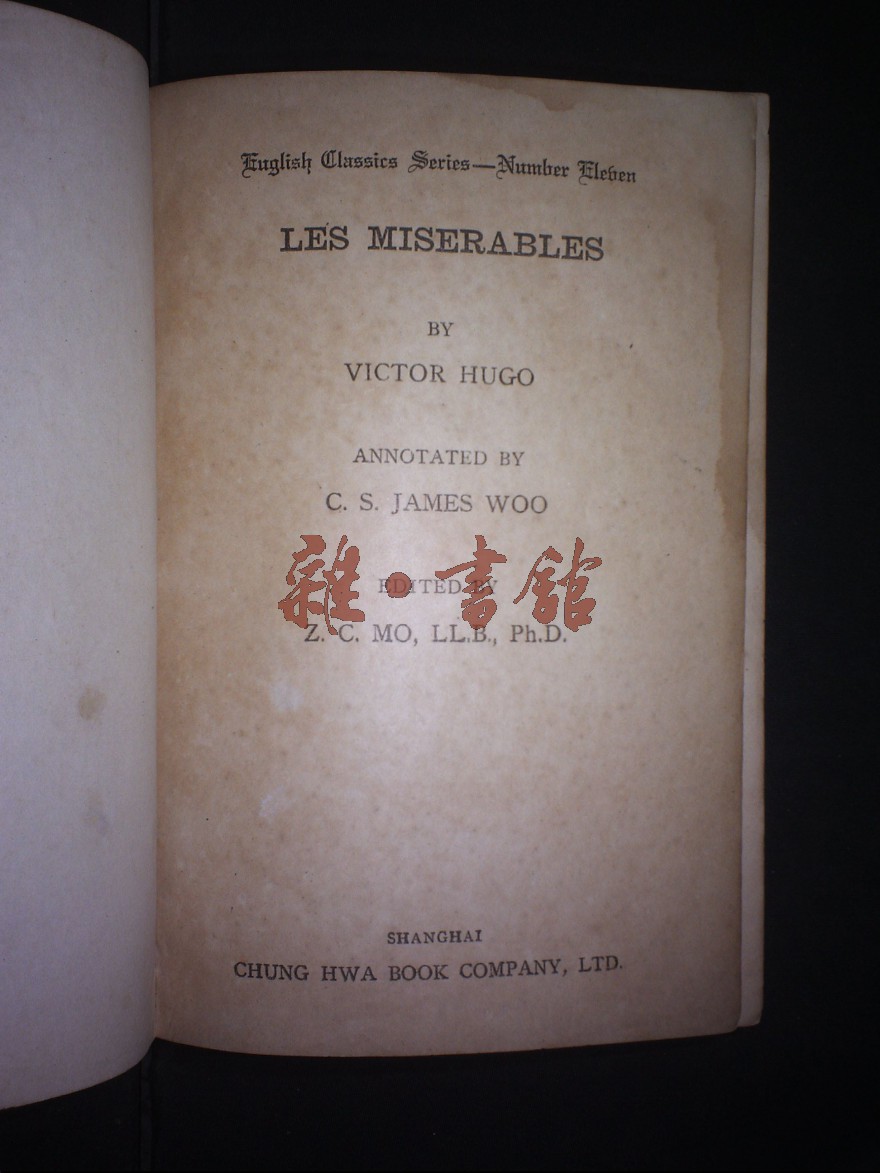 English Classics Series—Number Eleven
LES MISERABLES
BY
VICTOR HUGO
ANNOTATED BY
C. S. JAMES WOO
EDITED BY
雜·書館
Z. C. MO, LL.B., Ph.D.
SHANGHAI
CHUNG HWA BOOK COMPANY, LTD.